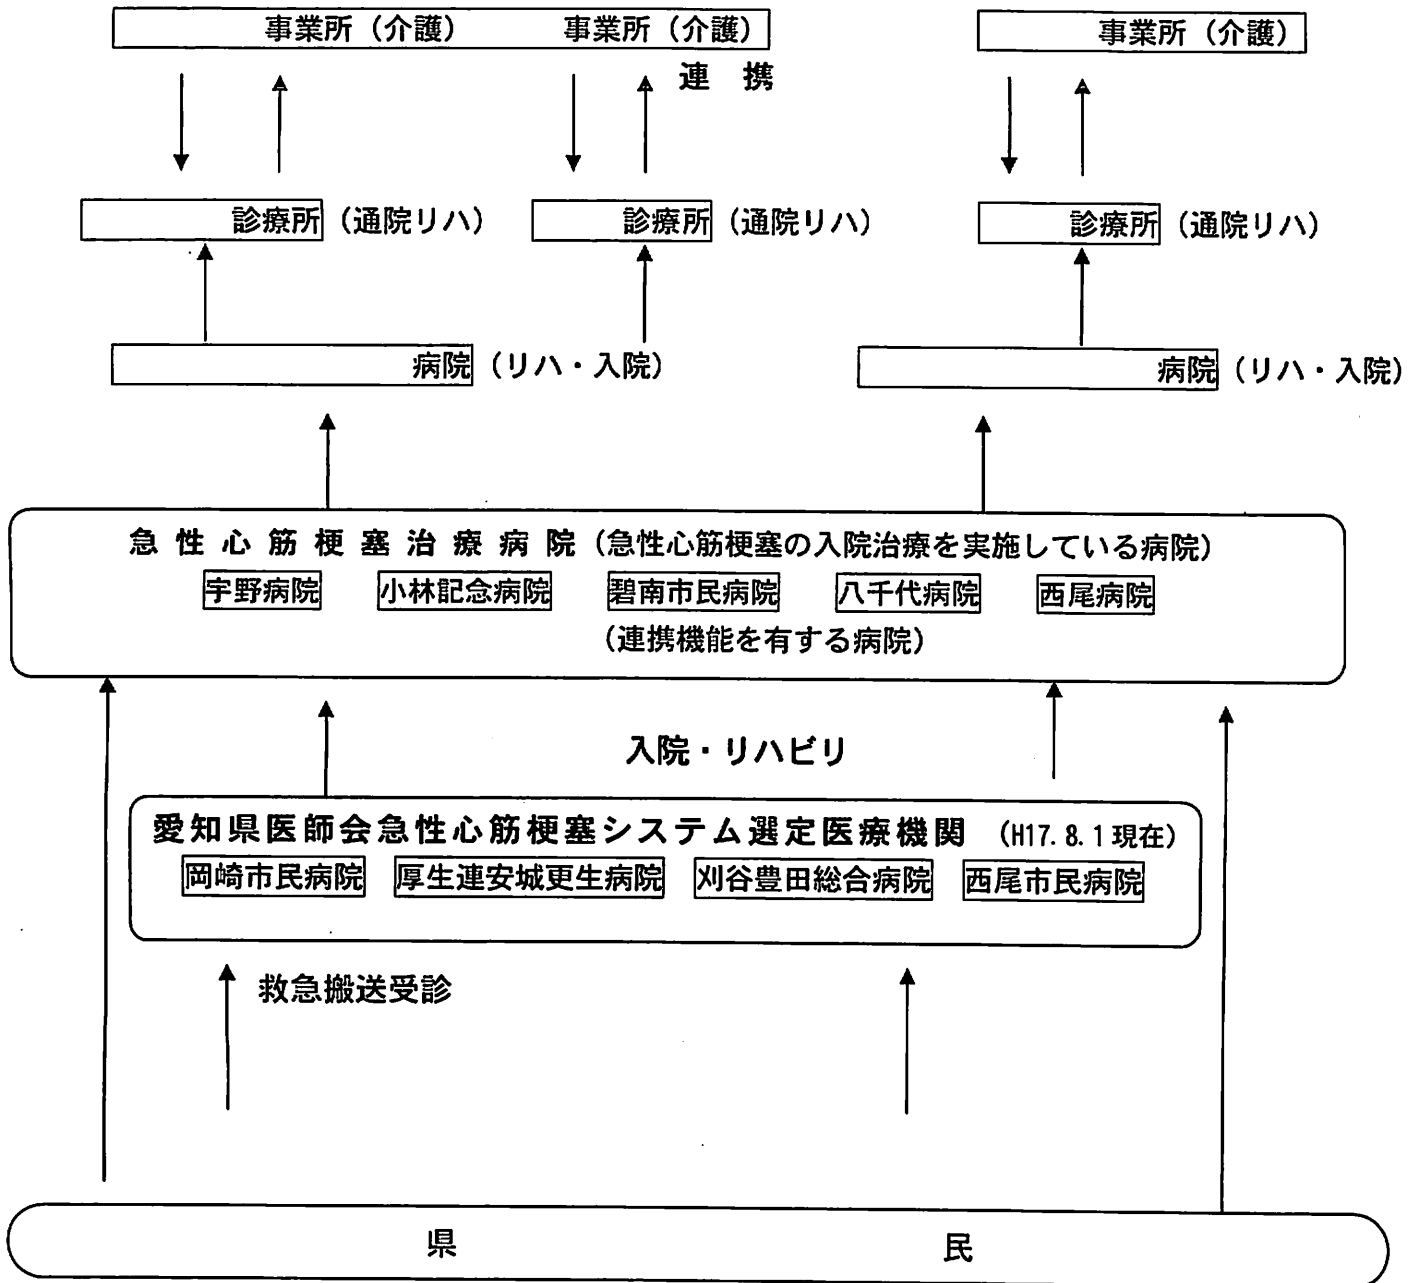 事業所（介護） 事業所（介護） 事業所（介護）
連 携
診療所（通院リハ） 診療所（通院リハ） 診療所（通院リハ）
病院（リハ・入院） 病院（リハ・入院）
急性心筋梗塞治療病院（急性心筋梗塞の入院治療を実施している病院）
宇野病院 小林記念病院 碧南市民病院 八千代病院 西尾病院
（連携機能を有する病院）
入院・リハビリ
愛知県医師会急性心筋梗塞システム選定医療機関 （H17.8.1現在）
岡崎市民病院 厚生連安城更生病院 刈谷豊田総合病院 西尾市民病院
救急搬送受診
県 民